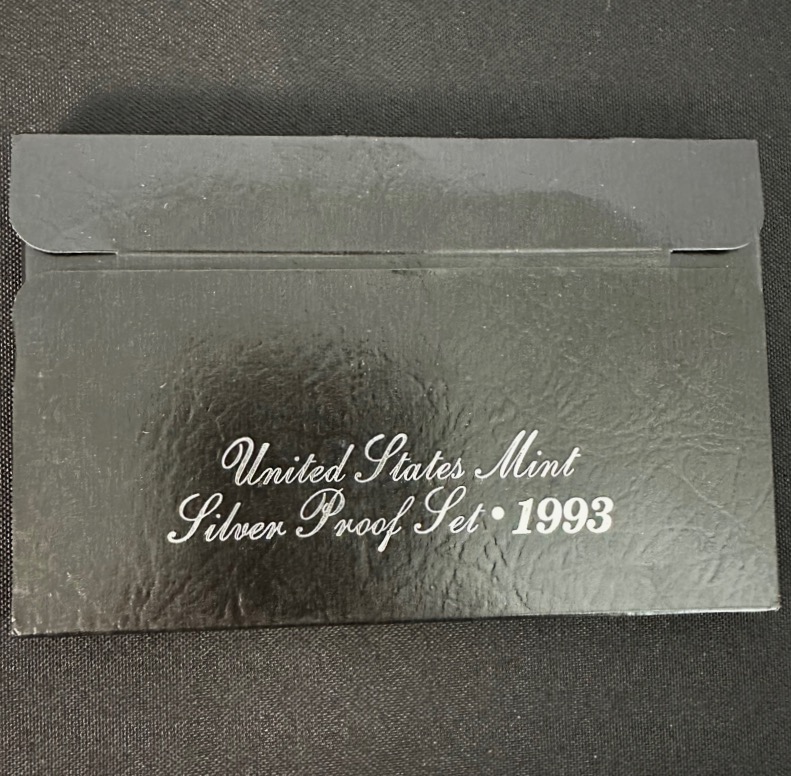 United States Mint
Silver Proof Set • 1993